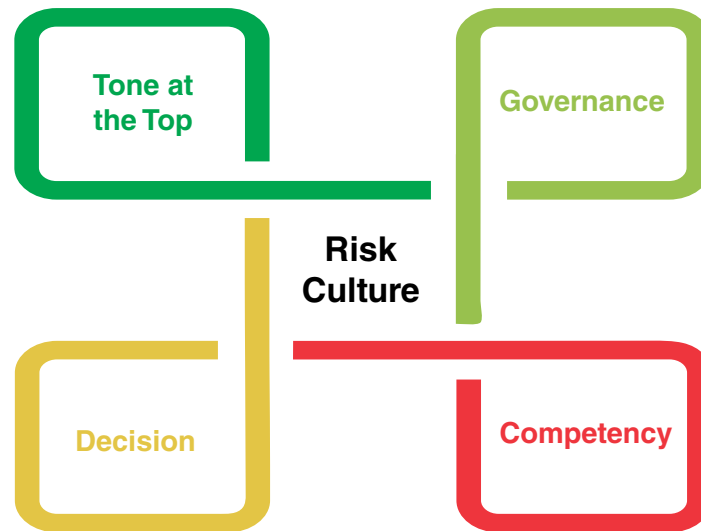 Tone at
the Top
Governance
Risk
Culture
Decision
Competency